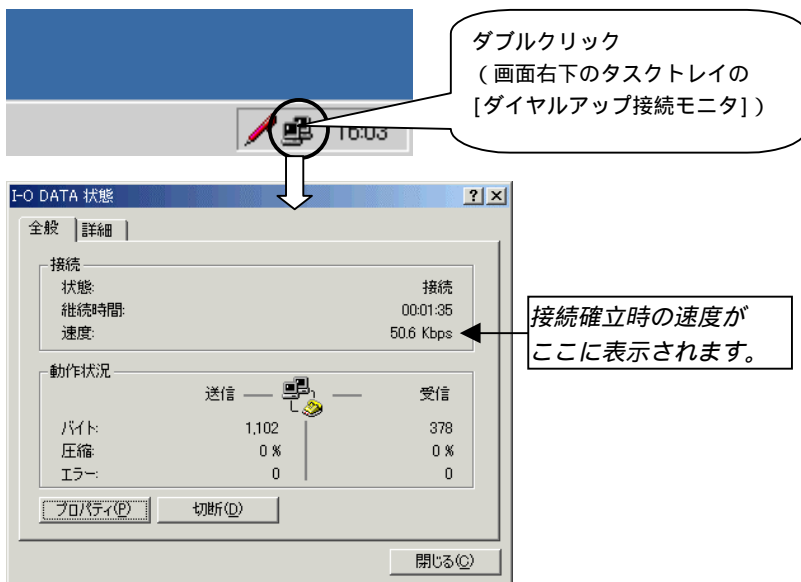 ダブルクリック
（画面右下のタスクトレイの
[ダイヤルアップ接続モニタ]）
16:03
I-O DATA 状態
全般 詳細
接続
状態: 接続
継続時間: 00:01:35
速度: 50.6 Kbps
接続確立時の速度が
ここに表示されます。
動作状況
送信 受信
バイト: 1,102 378
圧縮: 0 % 0 %
エラー: 0 0
プロパティ(P) 切断(D)
閉じる(C)